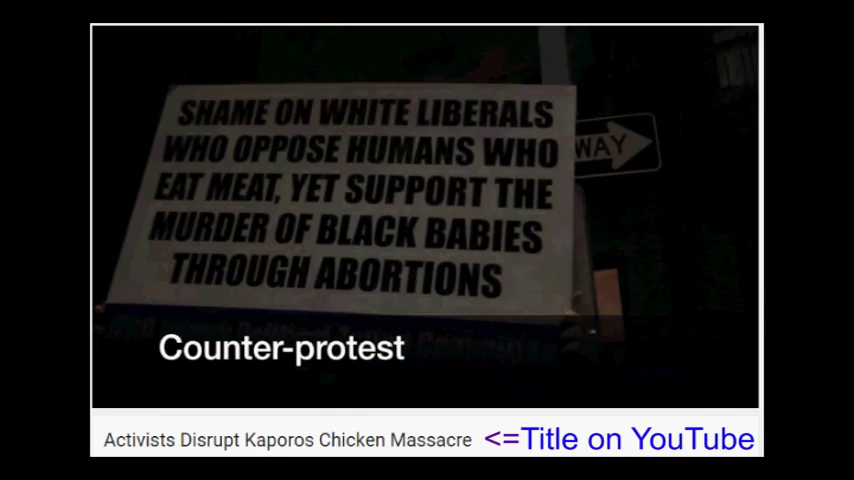 SHAME ON WHITE LIBERALS
WHO OPPOSE HUMANS WHO
EAT MEAT, YET SUPPORT THE
MURDER OF BLACK BABIES
THROUGH ABORTIONS
WAY
Counter-protest
Activists Disrupt Kaporos Chicken Massacre <=Title on YouTube